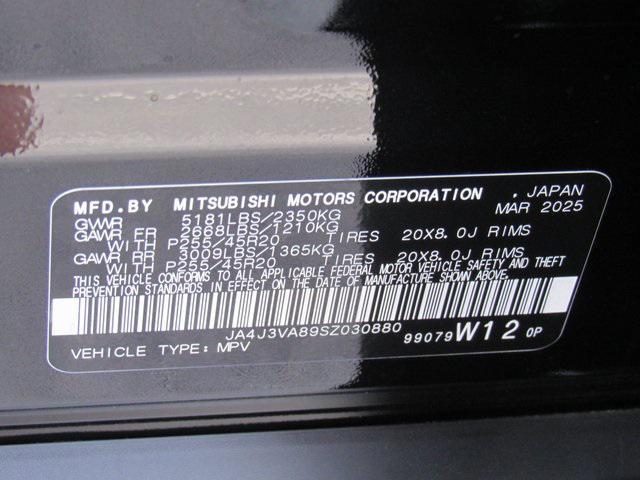 MFD.BY MITSUBISHI MOTORS CORPORATION , JAPAN
GVWR 5181LBS/2350KG MAR 2025
GAWR FR 2668LBS/1210KG
WITH P255/45R20 TIRES 20X8.0J RIMS
GAWR RR 3009LBS/1365KG
WITH P255/45R20 TIRES 20X8.0J RIMS
THIS VEHICLE CONFORMS TO ALL APPLICABLE FEDERAL MOTOR VEHICLE SAFETY AND THEFT
PREVENTION STANDARDS IN EFFECT ON THE DATE OF MANUFACTURE SHOWN ABOVE.
JA4J3VA89SZ030880
99079 W12 0P
VEHICLE TYPE: MPV